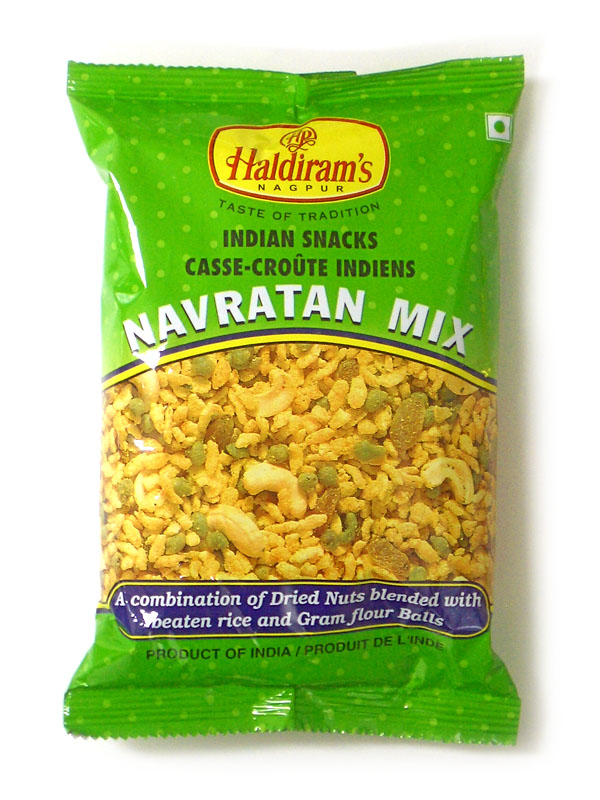 Haldiram's
NAGPUR
TASTE OF TRADITION
INDIAN SNACKS
CASSE-CROÛTE INDIENS
NAVRATAN MIX
A combination of Dried Nuts blended with
beaten rice and Gram flour Balls
PRODUCT OF INDIA / PRODUIT DE L'INDE